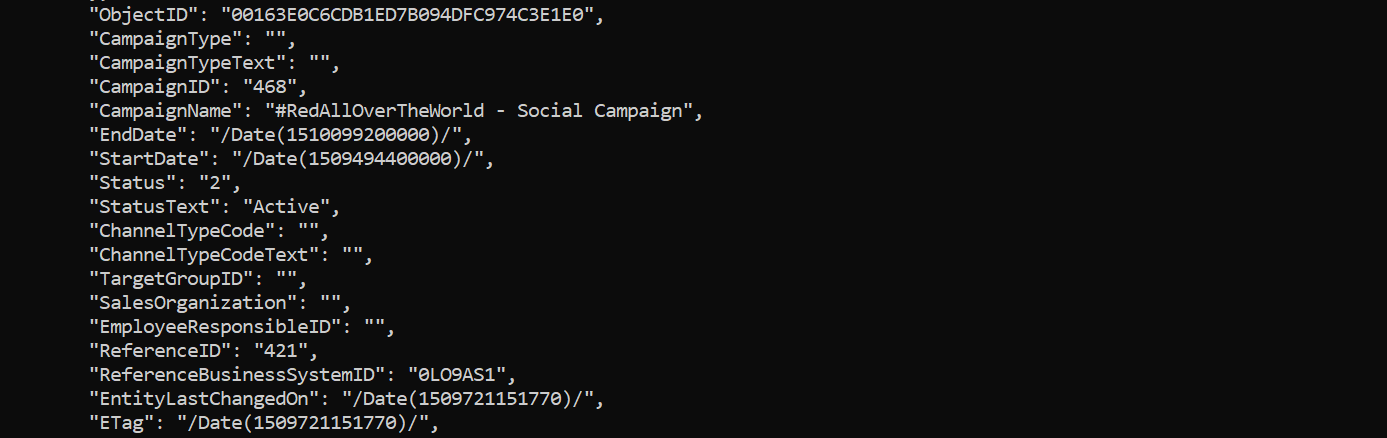 "ObjectID": "00163E0C6CDB1ED7B094DFC974C3E1E0",
"CampaignType": "",
"CampaignTypeText": "",
"CampaignID": "468",
"CampaignName": "#RedAllOverTheWorld - Social Campaign",
"EndDate": "/Date(1510099200000)/",
"StartDate": "/Date(1509494400000)/",
"Status": "2",
"StatusText": "Active",
"ChannelTypeCode": "",
"ChannelTypeCodeText": "",
"TargetGroupID": "",
"SalesOrganization": "",
"EmployeeResponsibleID": "",
"ReferenceID": "421",
"ReferenceBusinessSystemID": "0LO9AS1",
"EntityLastChangedOn": "/Date(1509721151770)/",
"ETag": "/Date(1509721151770)/",